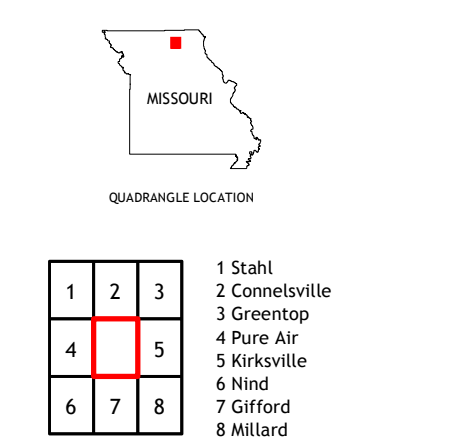 MISSOURI
QUADRANGLE LOCATION
1 2 3
4 5
6 7 8
1 Stahl
2 Connelsville
3 Greentop
4 Pure Air
5 Kirksville
6 Nind
7 Gifford
8 Millard